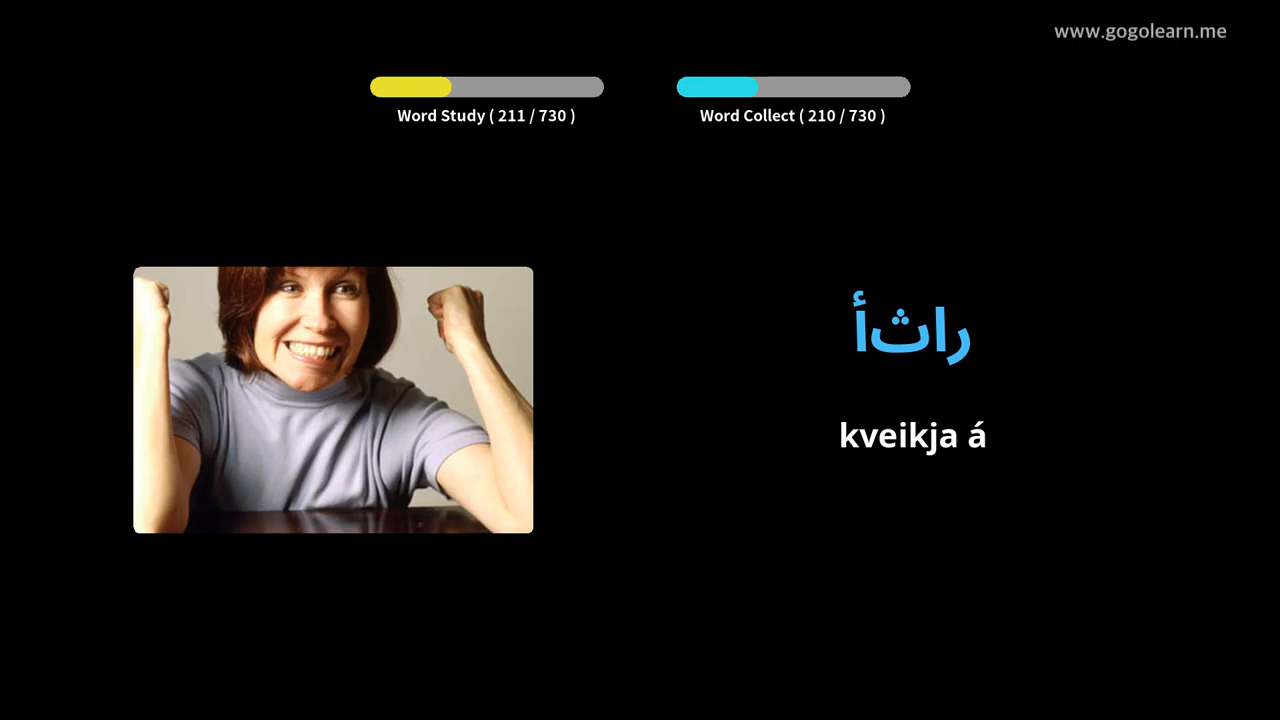 www.gogolearn.me
Word Study ( 211 / 730 )
Word Collect ( 210 / 730 )
راثأ
kveikja á